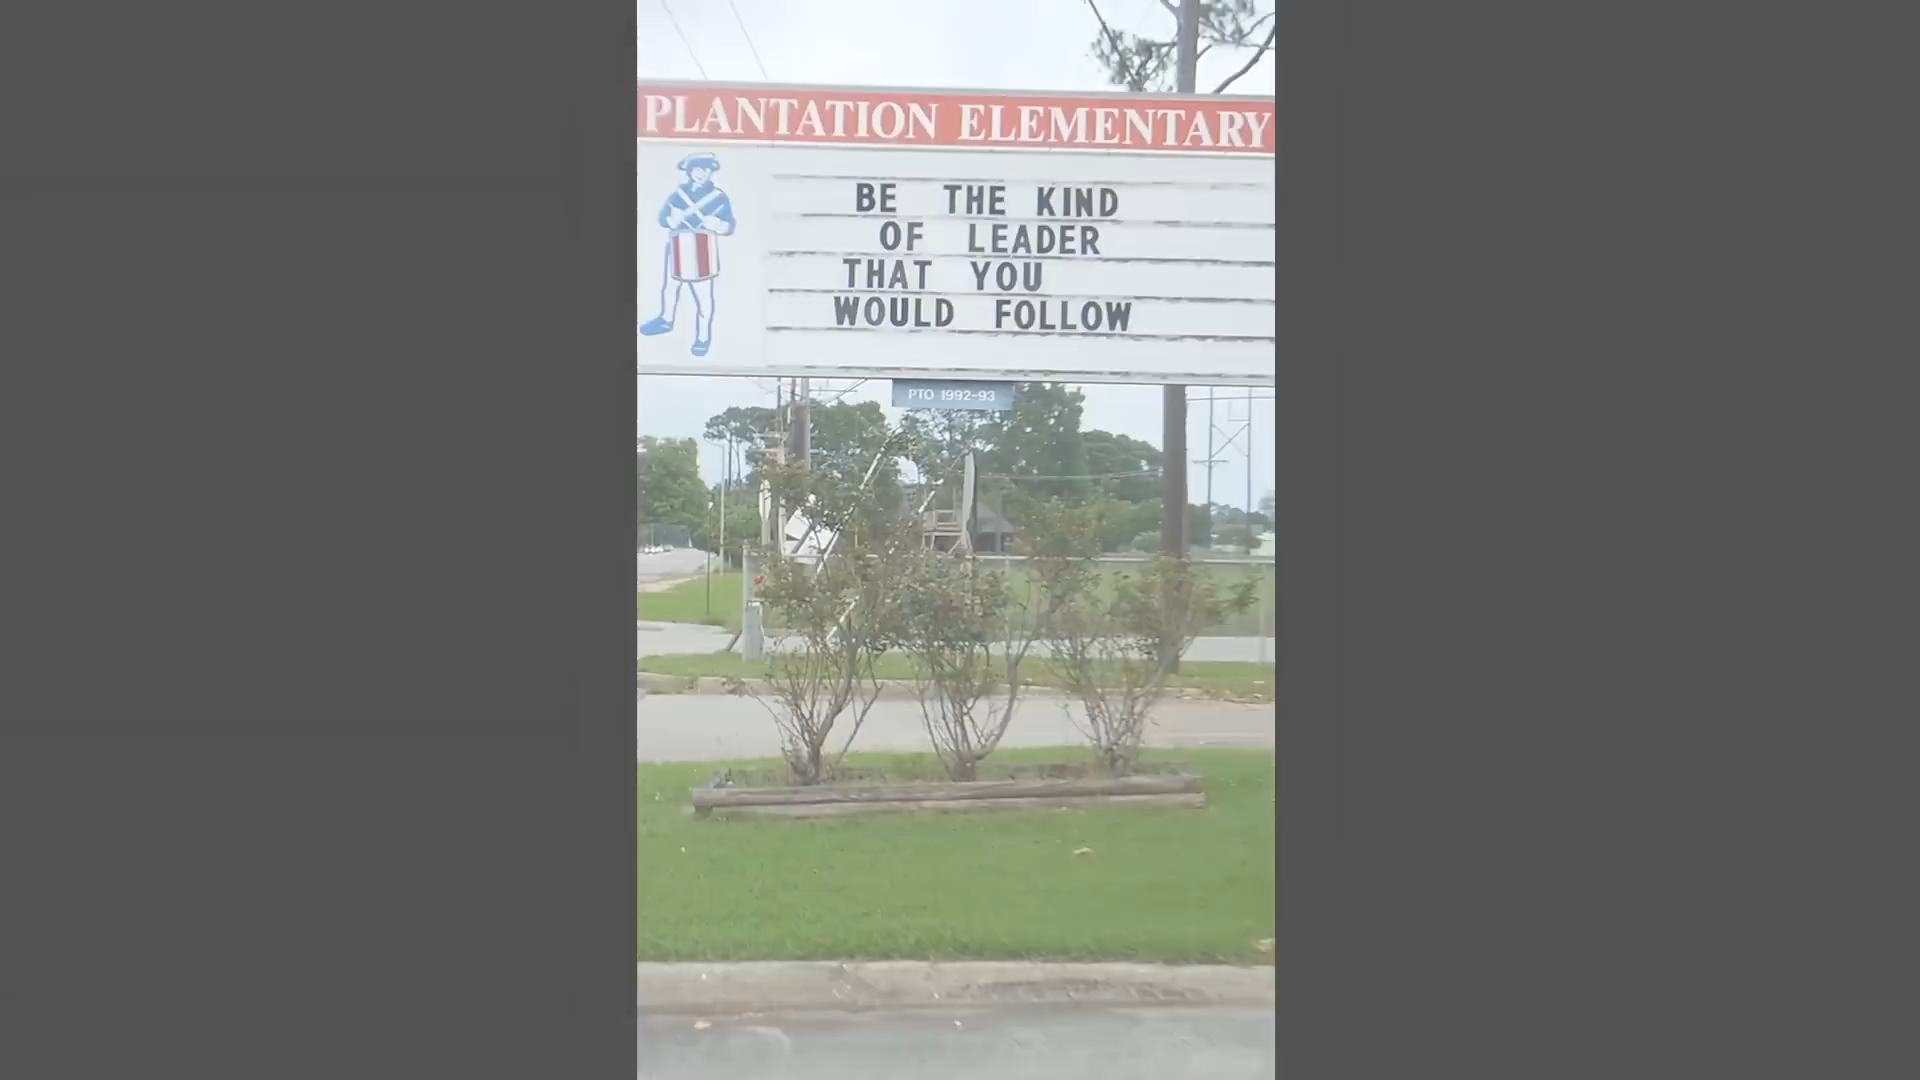 PLANTATION ELEMENTARY
BE THE KIND
OF LEADER
THAT YOU
WOULD FOLLOW
PTO 1992-93